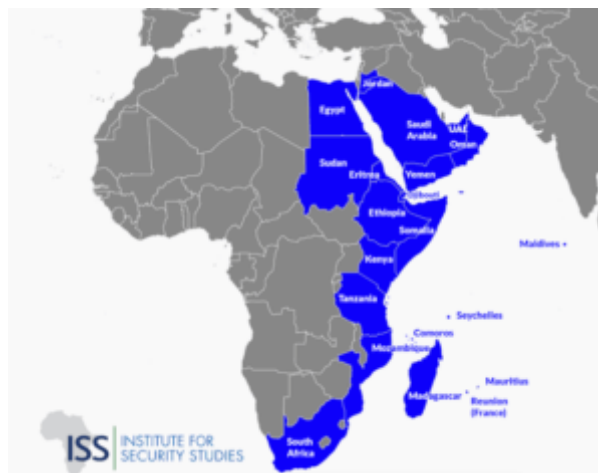 Jordan
Egypt
Saudi
Arabia
UAE
Oman
Sudan
Eritrea
Yemen
Djibouti
Ethiopia
Somalia
Kenya
Maldives
Tanzania
Seychelles
Comoros
Mozambique
Mauritius
Madagascar
Reunion
(France)
South
Africa
ISS
INSTITUTE FOR
SECURITY STUDIES